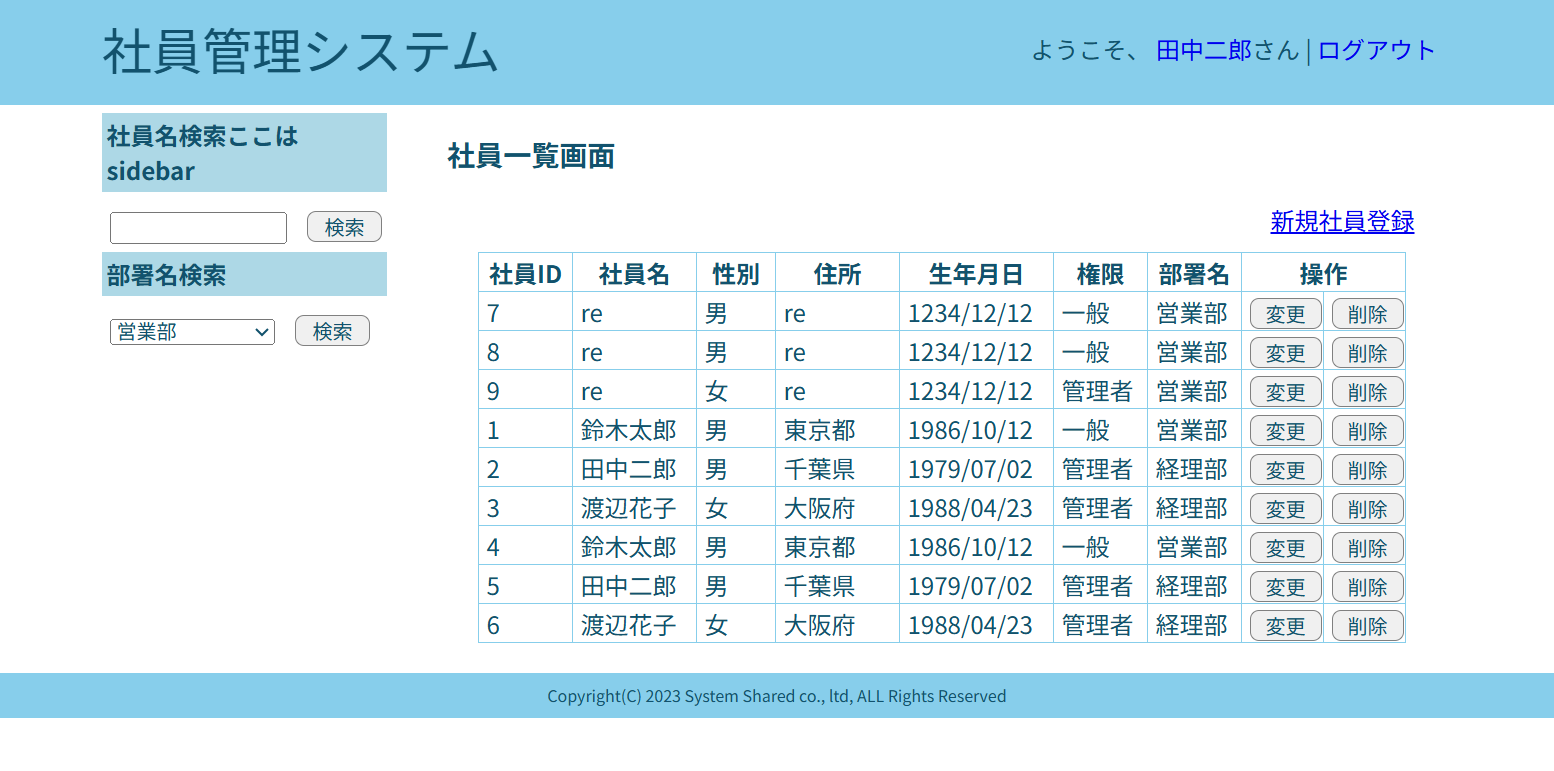 社員管理システム
ようこそ、 田中二郎さん | ログアウト
社員名検索ここは
sidebar
検索
部署名検索
営業部 検索
社員一覧画面
新規社員登録
社員ID 社員名 性別 住所 生年月日 権限 部署名 操作
7 re 男 re 1234/12/12 一般 営業部 変更 削除
8 re 男 re 1234/12/12 一般 営業部 変更 削除
9 re 女 re 1234/12/12 管理者 営業部 変更 削除
1 鈴木太郎 男 東京都 1986/10/12 一般 営業部 変更 削除
2 田中二郎 男 千葉県 1979/07/02 管理者 経理部 変更 削除
3 渡辺花子 女 大阪府 1988/04/23 管理者 経理部 変更 削除
4 鈴木太郎 男 東京都 1986/10/12 一般 営業部 変更 削除
5 田中二郎 男 千葉県 1979/07/02 管理者 経理部 変更 削除
6 渡辺花子 女 大阪府 1988/04/23 管理者 経理部 変更 削除
Copyright(C) 2023 System Shared co., ltd, ALL Rights Reserved